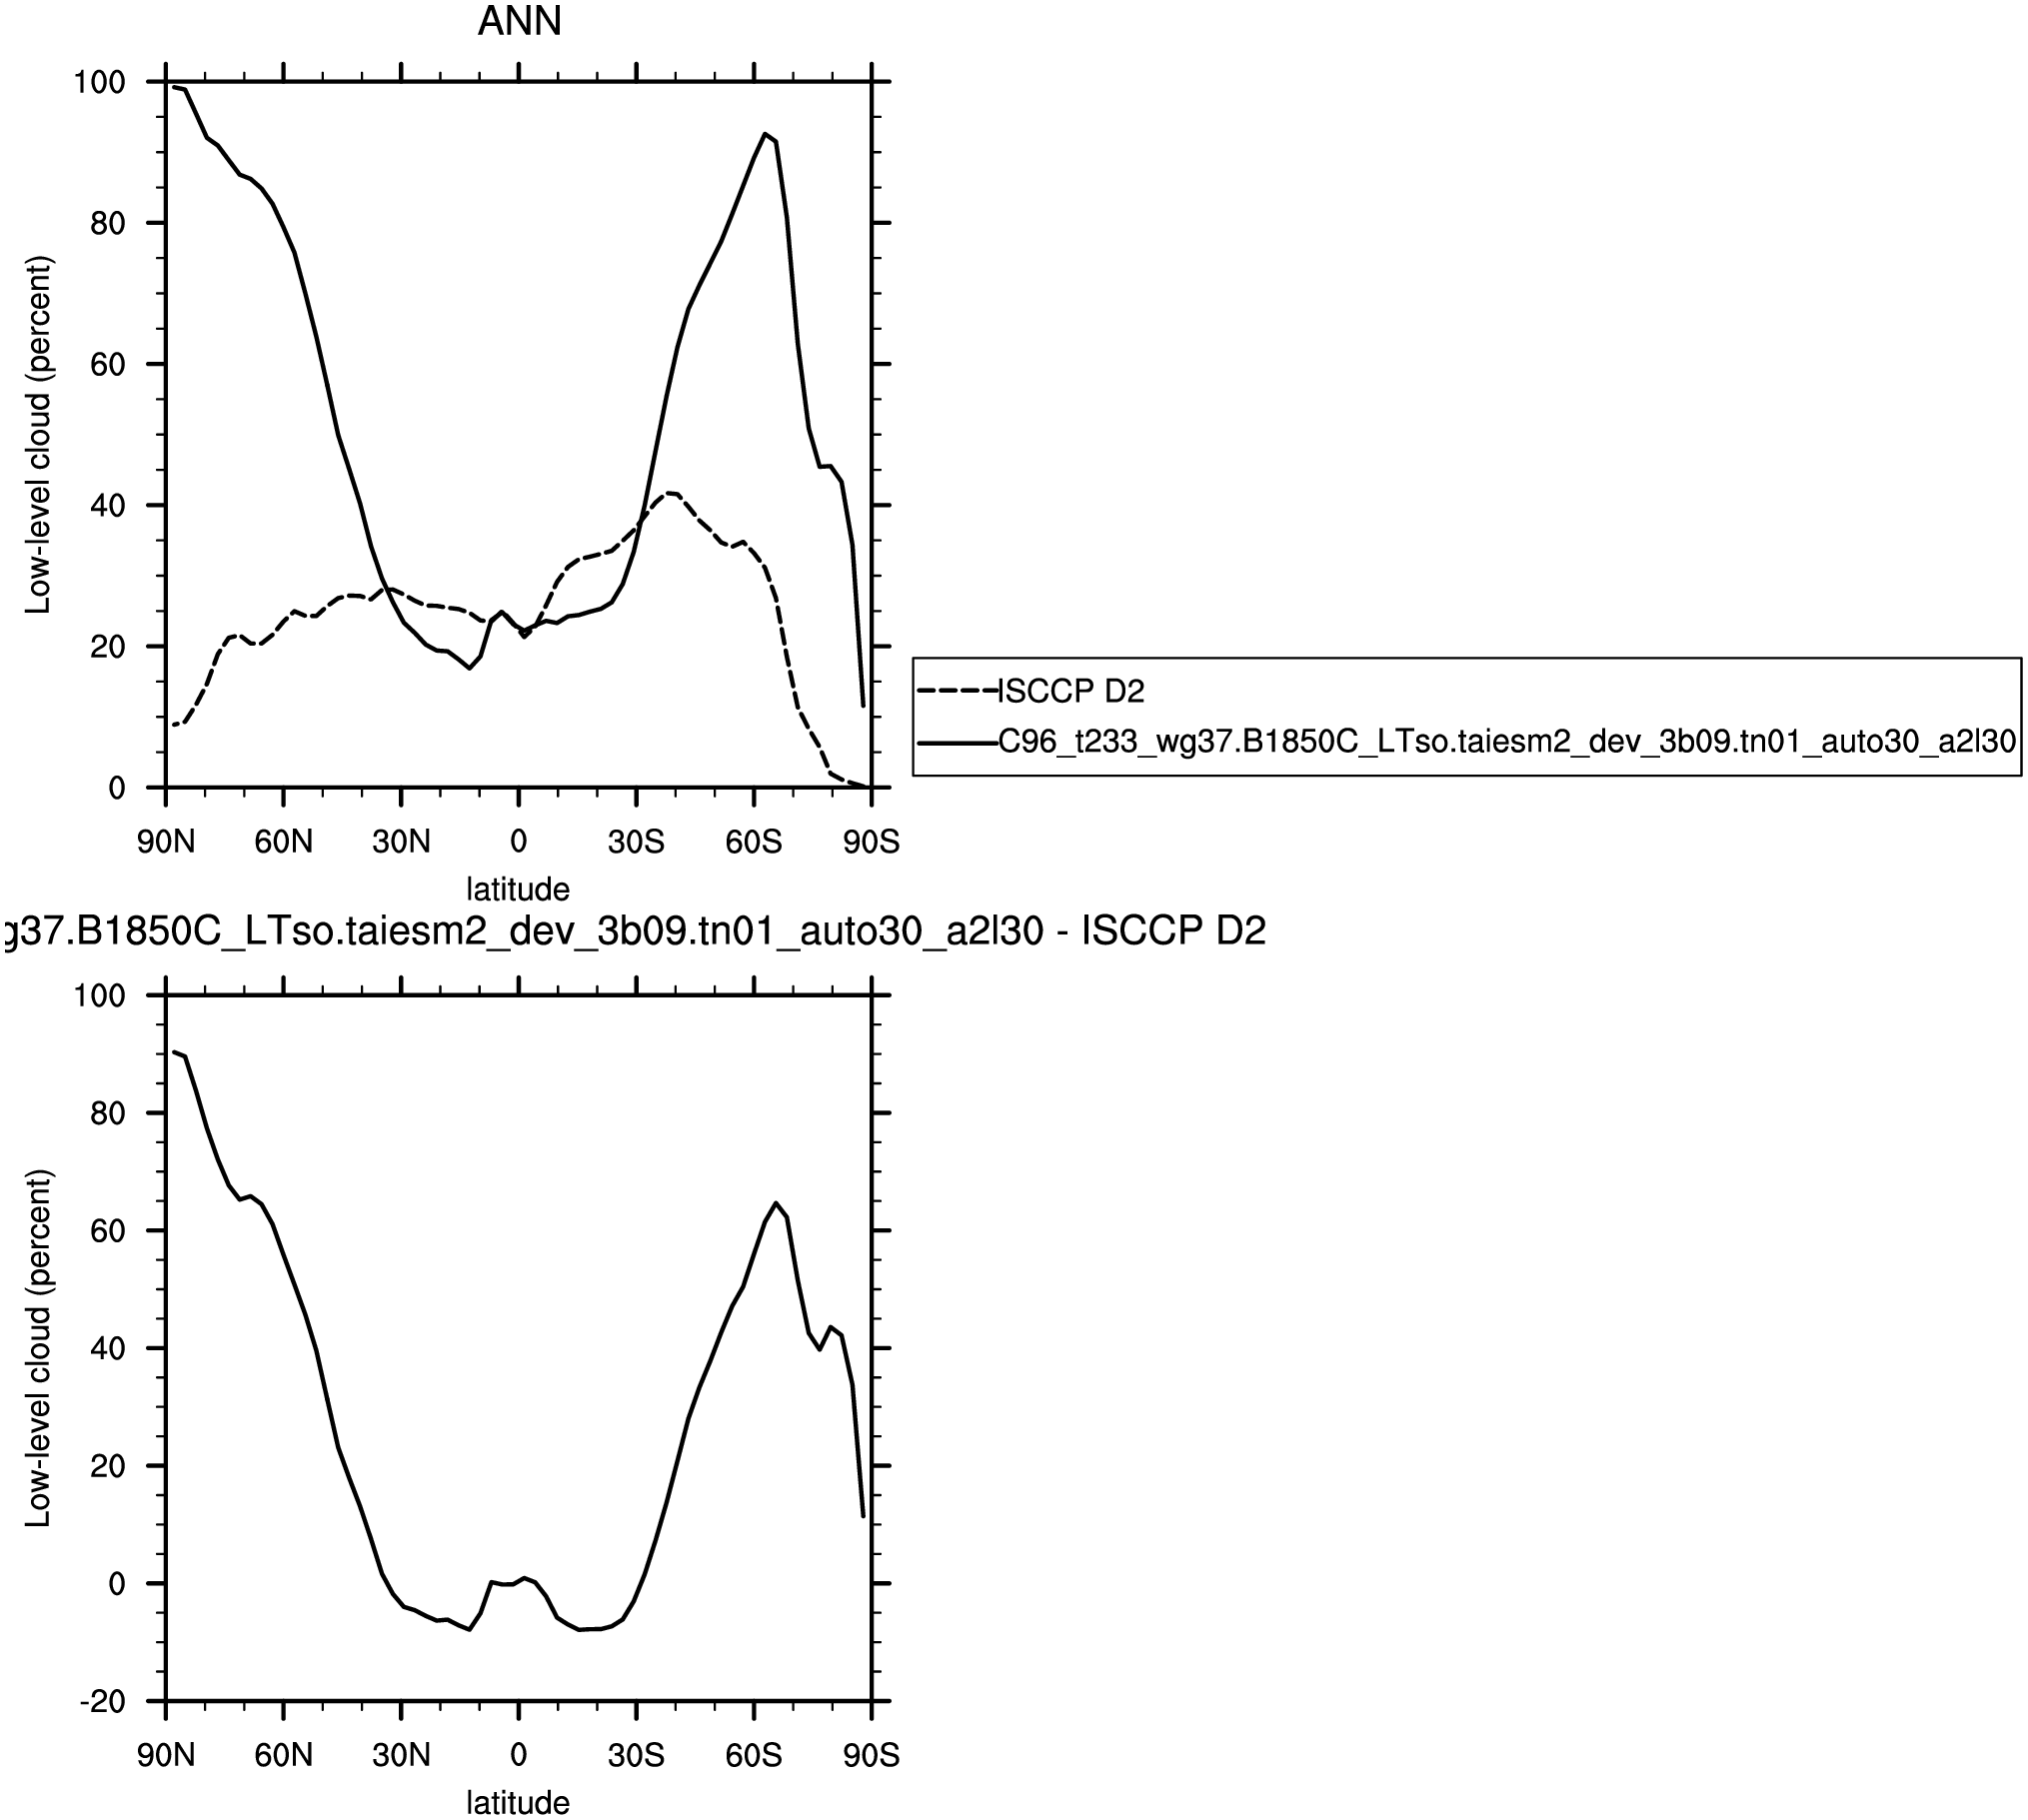 ANN
100
80
60
40
20
0
Low-level cloud (percent)
90N 60N 30N 0 30S 60S 90S
latitude
ISCCP D2
C96_t233_wg37.B1850C_LTso.taiesm2_dev_3b09.tn01_auto30_a2l30
g37.B1850C_LTso.taiesm2_dev_3b09.tn01_auto30_a2l30 - ISCCP D2
100
80
60
40
20
0
-20
Low-level cloud (percent)
90N 60N 30N 0 30S 60S 90S
latitude